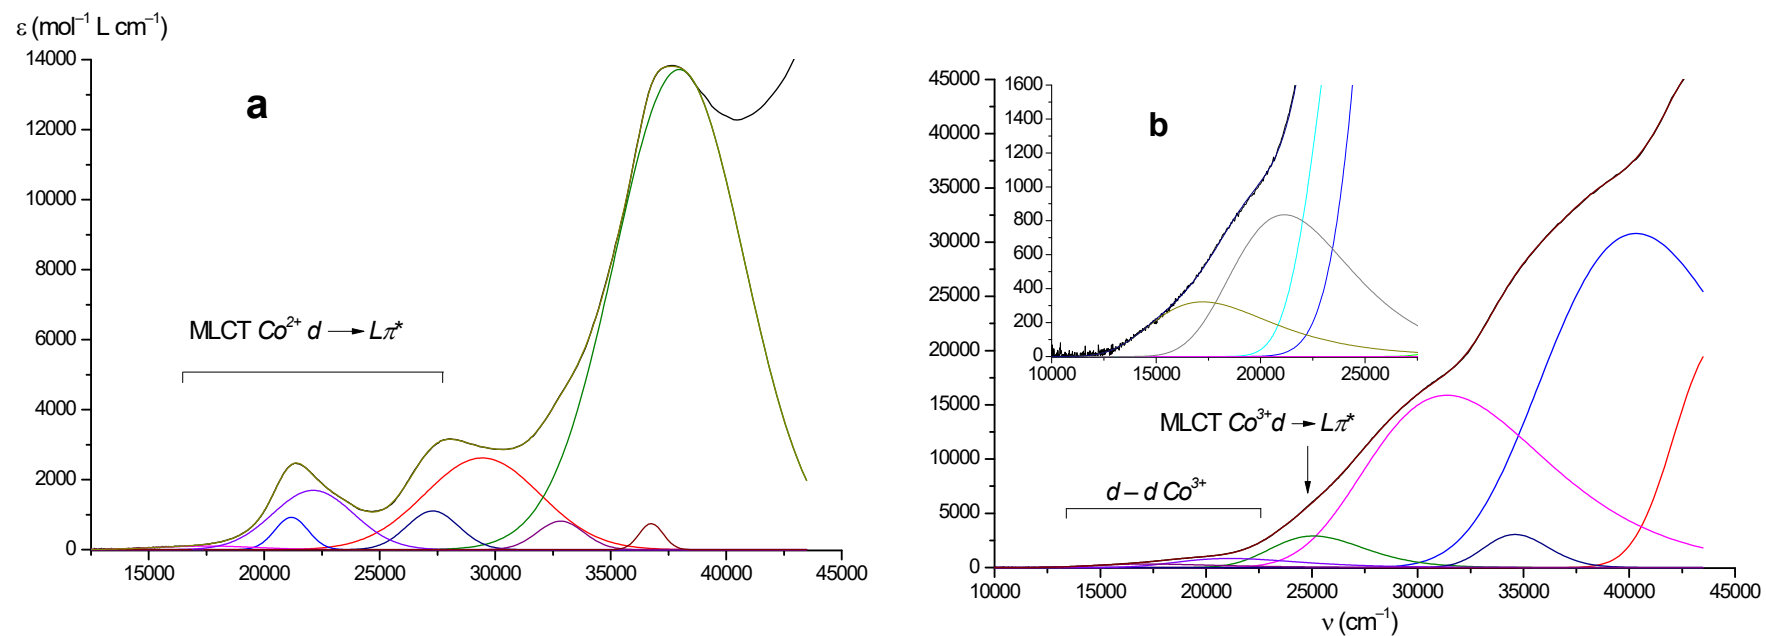 ε (mol⁻¹ L cm⁻¹)
14000
12000
10000
8000
6000
4000
2000
0
15000 20000 25000 30000 35000 40000 45000
a
MLCT Co²⁺ d → Lπ*
45000
40000
35000
30000
25000
20000
15000
10000
5000
0
10000 15000 20000 25000 30000 35000 40000 45000
ν (cm⁻¹)
b
1600
1400
1200
1000
800
600
400
200
0
10000 15000 20000 25000
MLCT Co³⁺d → Lπ*
d – d Co³⁺